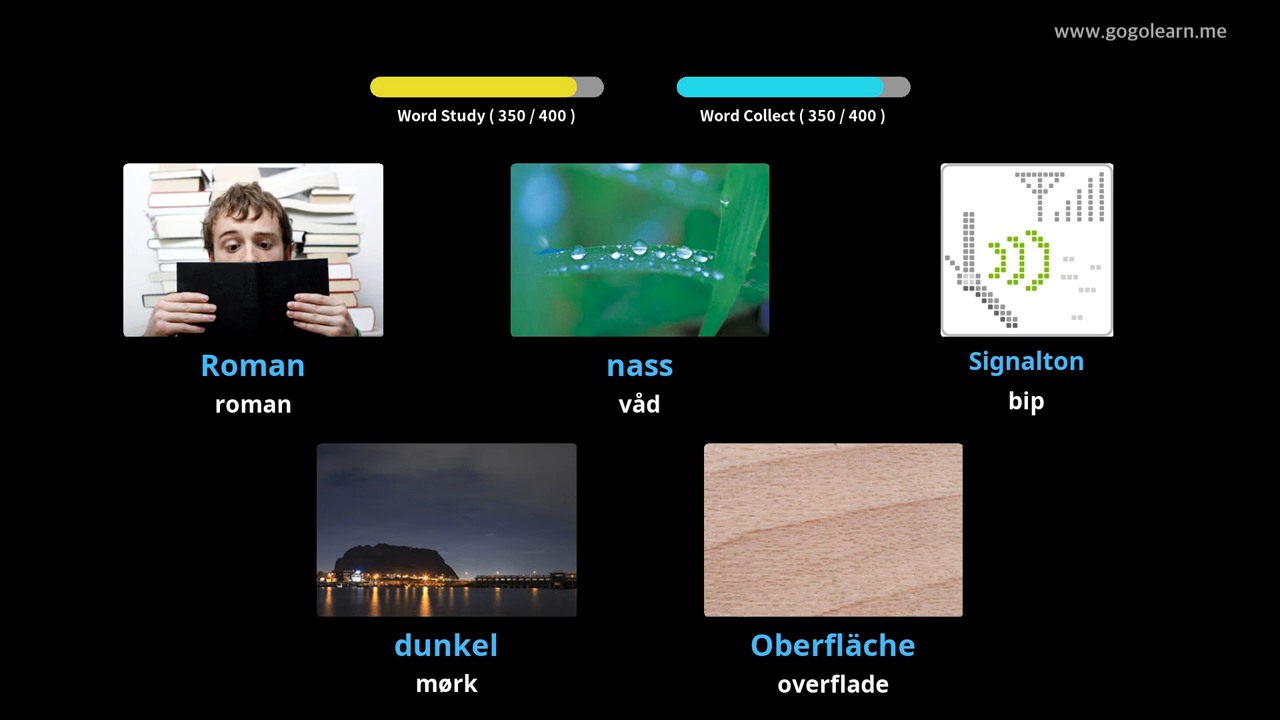 www.gogolearn.me
Word Study ( 350 / 400 )
Word Collect ( 350 / 400 )
Roman
roman
nass
våd
Signalton
bip
dunkel
mørk
Oberfläche
overflade